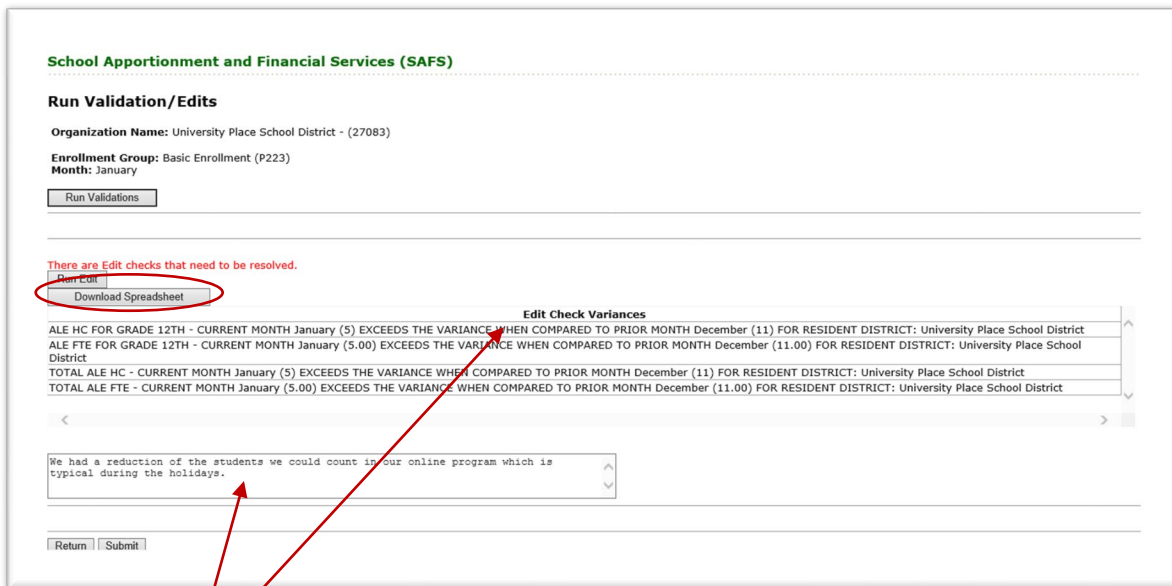 School Apportionment and Financial Services (SAFS)
Run Validation/Edits
Organization Name: University Place School District - (27083)
Enrollment Group: Basic Enrollment (P223)
Month: January
Run Validations
There are Edit checks that need to be resolved.
Run Edit
Download Spreadsheet
Edit Check Variances
ALE HC FOR GRADE 12TH - CURRENT MONTH January (5) EXCEEDS THE VARIANCE WHEN COMPARED TO PRIOR MONTH December (11) FOR RESIDENT DISTRICT: University Place School District
ALE FTE FOR GRADE 12TH - CURRENT MONTH January (5.00) EXCEEDS THE VARIANCE WHEN COMPARED TO PRIOR MONTH December (11.00) FOR RESIDENT DISTRICT: University Place School
District
TOTAL ALE HC - CURRENT MONTH January (5) EXCEEDS THE VARIANCE WHEN COMPARED TO PRIOR MONTH December (11) FOR RESIDENT DISTRICT: University Place School District
TOTAL ALE FTE - CURRENT MONTH January (5.00) EXCEEDS THE VARIANCE WHEN COMPARED TO PRIOR MONTH December (11.00) FOR RESIDENT DISTRICT: University Place School District
We had a reduction of the students we could count in our online program which is
typical during the holidays.
Return Submit